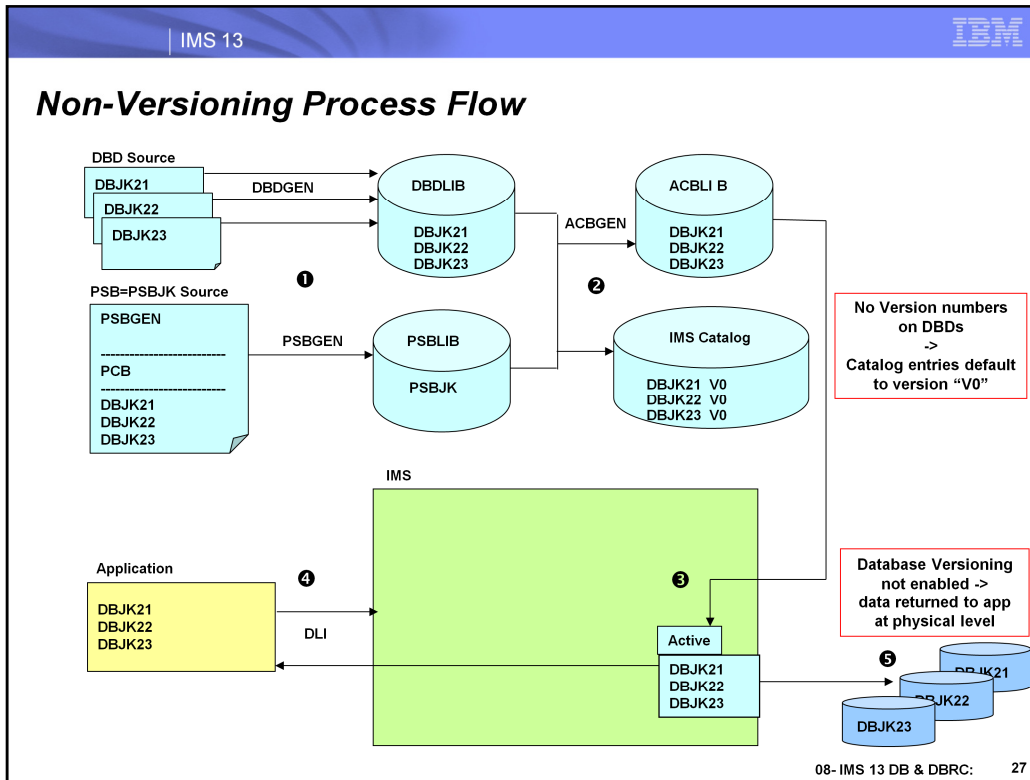 IMS 13
IBM
Non-Versioning Process Flow
DBD Source
DBJK21
DBJK22
DBJK23
DBDGEN
DBDLIB
DBJK21
DBJK22
DBJK23
ACBGEN
ACBLI B
DBJK21
DBJK22
DBJK23
❶
❷
PSB=PSBJK Source
PSBGEN
---------------------------
PCB
---------------------------
DBJK21
DBJK22
DBJK23
PSBGEN
PSBLIB
PSBJK
IMS Catalog
DBJK21 V0
DBJK22 V0
DBJK23 V0
No Version numbers
on DBDs
->
Catalog entries default
to version “V0”
IMS
Application
DBJK21
DBJK22
DBJK23
❹
DLI
❸
Active
DBJK21
DBJK22
DBJK23
Database Versioning
not enabled ->
data returned to app
at physical level
❺
DBJK21
DBJK22
DBJK23
08- IMS 13 DB & DBRC: 27